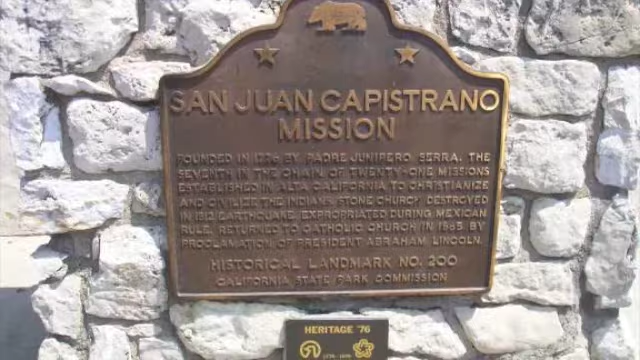 SAN JUAN CAPISTRANO
MISSION
FOUNDED IN 1776 BY PADRE JUNIPERO SERRA. THE
SEVENTH IN THE CHAIN OF TWENTY-ONE MISSIONS
ESTABLISHED IN ALTA CALIFORNIA TO CHRISTIANIZE
AND CIVILIZE THE INDIANS. STONE CHURCH DESTROYED
IN 1812 EARTHQUAKE. EXPROPRIATED DURING MEXICAN
RULE. RETURNED TO CATHOLIC CHURCH IN 1865 BY
PROCLAMATION OF PRESIDENT ABRAHAM LINCOLN.
HISTORICAL LANDMARK NO. 200
CALIFORNIA STATE PARK COMMISSION
HERITAGE '76
1776 - 1976